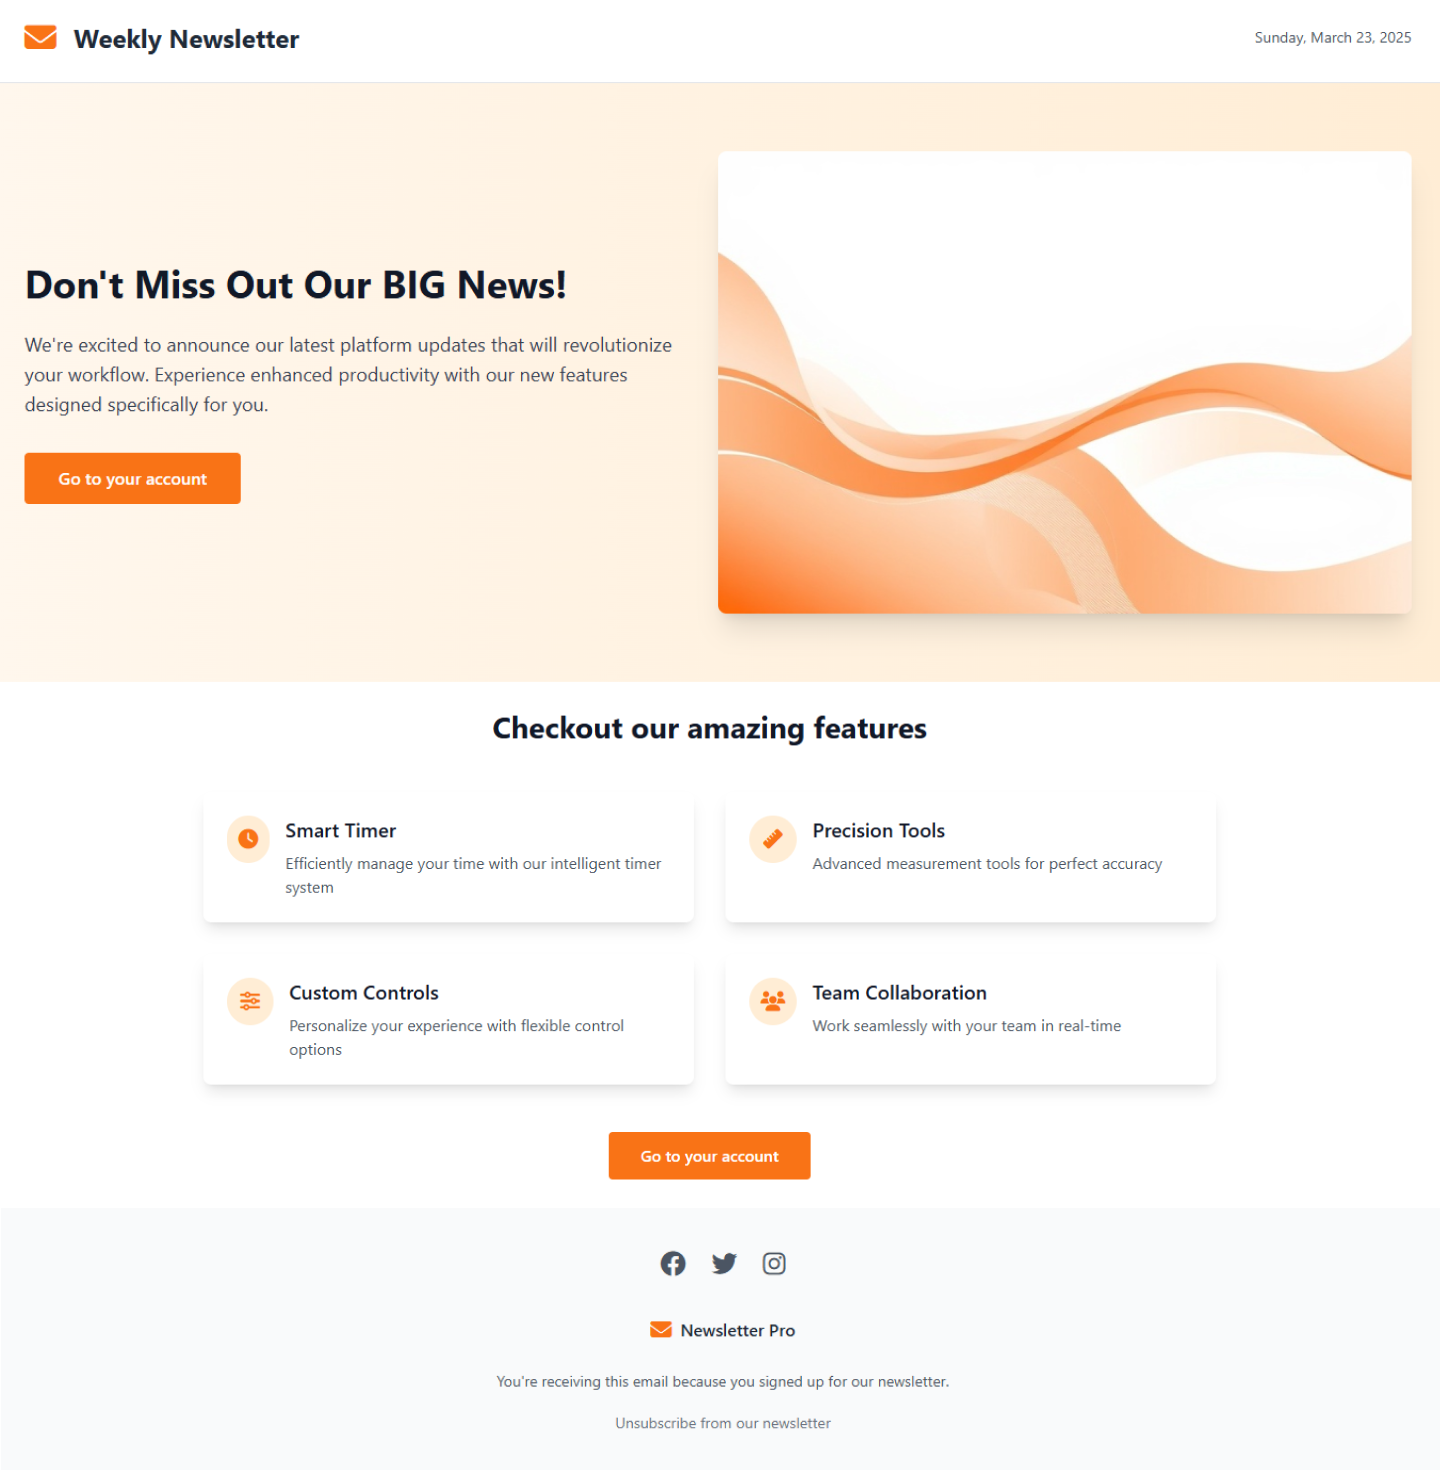 Weekly Newsletter
Sunday, March 23, 2025
Don't Miss Out Our BIG News!
We're excited to announce our latest platform updates that will revolutionize
your workflow. Experience enhanced productivity with our new features
designed specifically for you.
Go to your account
Checkout our amazing features
Smart Timer
Efficiently manage your time with our intelligent timer
system
Precision Tools
Advanced measurement tools for perfect accuracy
Custom Controls
Personalize your experience with flexible control
options
Team Collaboration
Work seamlessly with your team in real-time
Go to your account
Newsletter Pro
You're receiving this email because you signed up for our newsletter.
Unsubscribe from our newsletter